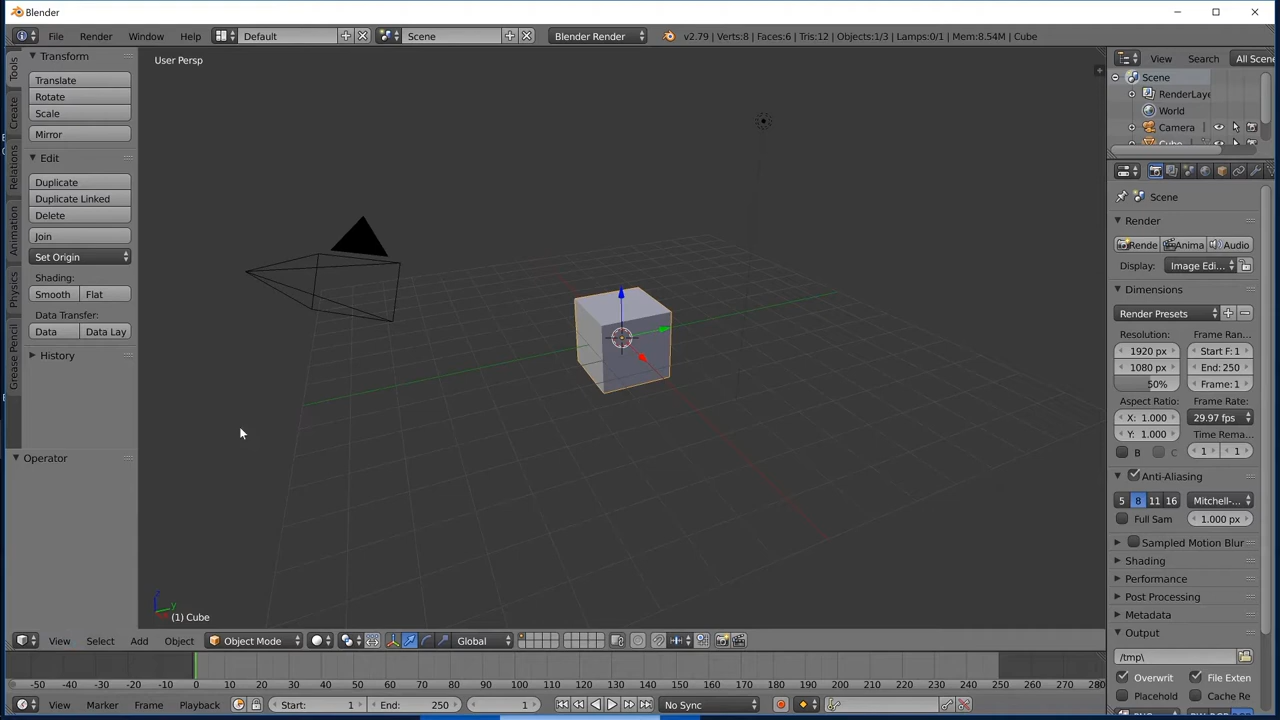 Blender
File Render Window Help Default Scene Blender Render v2.79 | Verts:8 | Faces:6 | Tris:12 | Objects:1/3 | Lamps:0/1 | Mem:8.54M | Cube
Tools
Create
Relations
Animation
Physics
Grease Pencil
Transform
Translate
Rotate
Scale
Mirror
Edit
Duplicate
Duplicate Linked
Delete
Join
Set Origin
Shading:
Smooth Flat
Data Transfer:
Data Data Lay
History
Operator
User Persp
(1) Cube
View Search All Scene
Scene
RenderLaye
World
Camera
Cube
Scene
Render
Rende Anima Audio
Display: Image Edi...
Dimensions
Render Presets
Resolution: Frame Ran...
1920 px Start F: 1
1080 px End: 250
50% Frame: 1
Aspect Ratio: Frame Rate:
X: 1.000 29.97 fps
Y: 1.000 Time Rema...
B C 1 1
Anti-Aliasing
5 8 11 16 Mitchell-...
Full Sam 1.000 px
Sampled Motion Blur
Shading
Performance
Post Processing
Metadata
Output
/tmp\
Overwrit File Exten
Placehold Cache Re
View Select Add Object Object Mode Global
-50 -40 -30 -20 -10 0 10 20 30 40 50 60 70 80 90 100 110 120 130 140 150 160 170 180 190 200 210 220 230 240 250 260 270 280
View Marker Frame Playback Start: 1 End: 250 1 No Sync